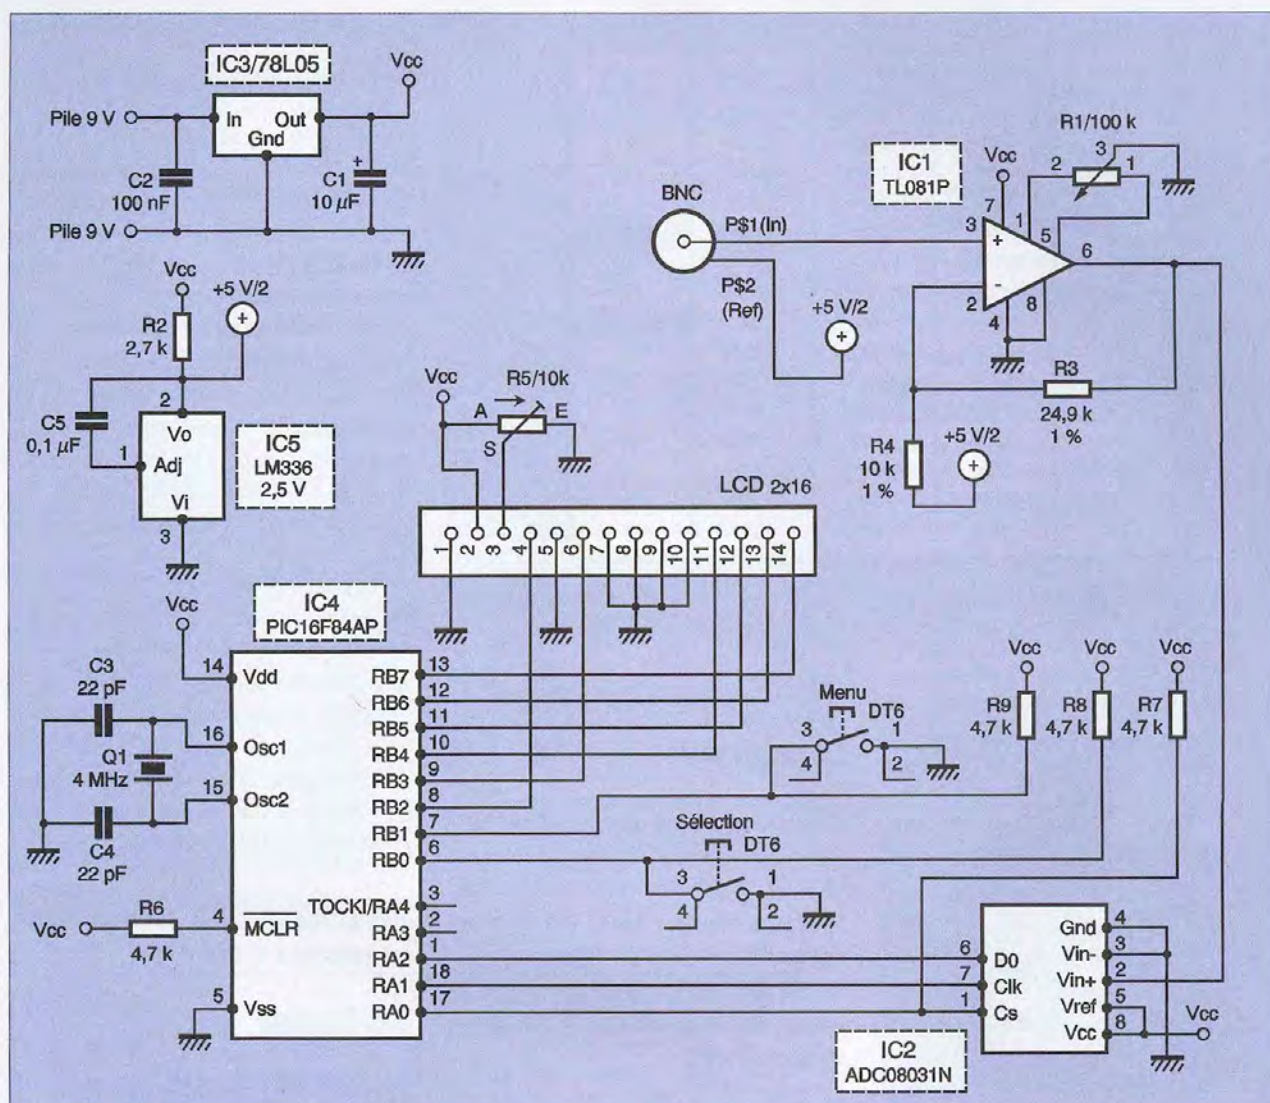 IC3/78L05
Vcc
Pile 9 V
In
Out
Gnd
C2
100 nF
+
C1
10 µF
Pile 9 V
Vcc
+5 V/2
+
R2
2,7 k
C5
0,1 µF
2
Vo
1
Adj
Vi
3
IC5
LM336
2,5 V
BNC
P$1(In)
P$2
(Ref)
+5 V/2
+
IC1
TL081P
Vcc
R1/100 k
2
3
1
7
1
3
+
5
6
-
2
4
8
R3
24,9 k
1 %
R4
10 k
1 %
+5 V/2
+
Vcc
R5/10k
A
E
S
LCD 2x16
1
2
3
4
5
6
7
8
9
10
11
12
13
14
Vcc
IC4
PIC16F84AP
C3
22 pF
Q1
4 MHz
C4
22 pF
14
Vdd
16
Osc1
15
Osc2
Vcc
R6
4,7 k
4
MCLR
5
Vss
RB7
13
RB6
12
RB5
11
RB4
10
RB3
9
RB2
8
RB1
7
RB0
6
TOCKI/RA4
3
RA3
2
RA2
1
RA1
18
RA0
17
Menu
DT6
3
1
4
2
Sélection
DT6
3
1
4
2
Vcc
Vcc
Vcc
R9
4,7 k
R8
4,7 k
R7
4,7 k
6
D0
7
Clk
1
Cs
Gnd
4
Vin-
3
Vin+
2
Vref
5
Vcc
8
Vcc
IC2
ADC08031N